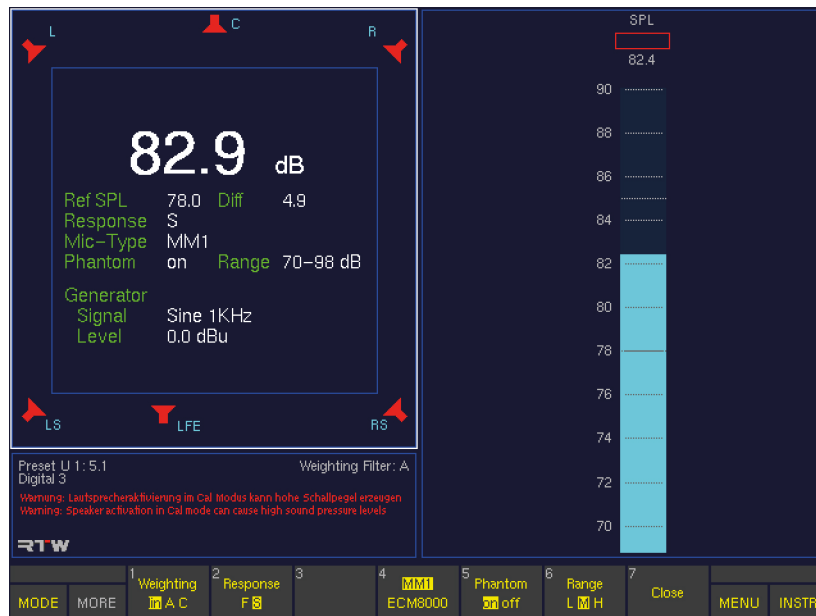 L
C
R
82.9 dB
Ref SPL 78.0 Diff 4.9
Response S
Mic-Type MM1
Phantom on Range 70-98 dB
Generator
Signal Sine 1KHz
Level 0.0 dBu
LS
LFE
RS
Preset U 1: 5.1 Weighting Filter: A
Digital 3
Warnung: Lautsprecheraktivierung im Cal Modus kann hohe Schallpegel erzeugen
Warning: Speaker activation in Cal mode can cause high sound pressure levels
RTW
SPL
82.4
90
88
86
84
82
80
78
76
74
72
70
MODE
MORE
1 Weighting
lin A C
2 Response
F S
3
4 MM1
ECM8000
5 Phantom
on off
6 Range
L M H
7 Close
MENU
INSTR